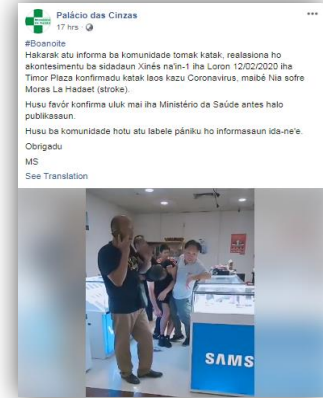 Palácio das Cinzas
17 hrs ·
#Boanoite
Hakarak atu informa ba komunidade tomak katak, realasiona ho
akontesimentu ba sidadaun Xinés na'in-1 iha Loron 12/02/2020 iha
Timor Plaza konfirmadu katak laos kazu Coronavirus, maibé Nia sofre
Moras La Hadaet (stroke).
Husu favór konfirma uluk mai iha Ministério da Saúde antes halo
publikasaun.
Husu ba komunidade hotu atu labele pániku ho informasaun ida-ne'e.
Obrigadu
MS
See Translation
SAMS